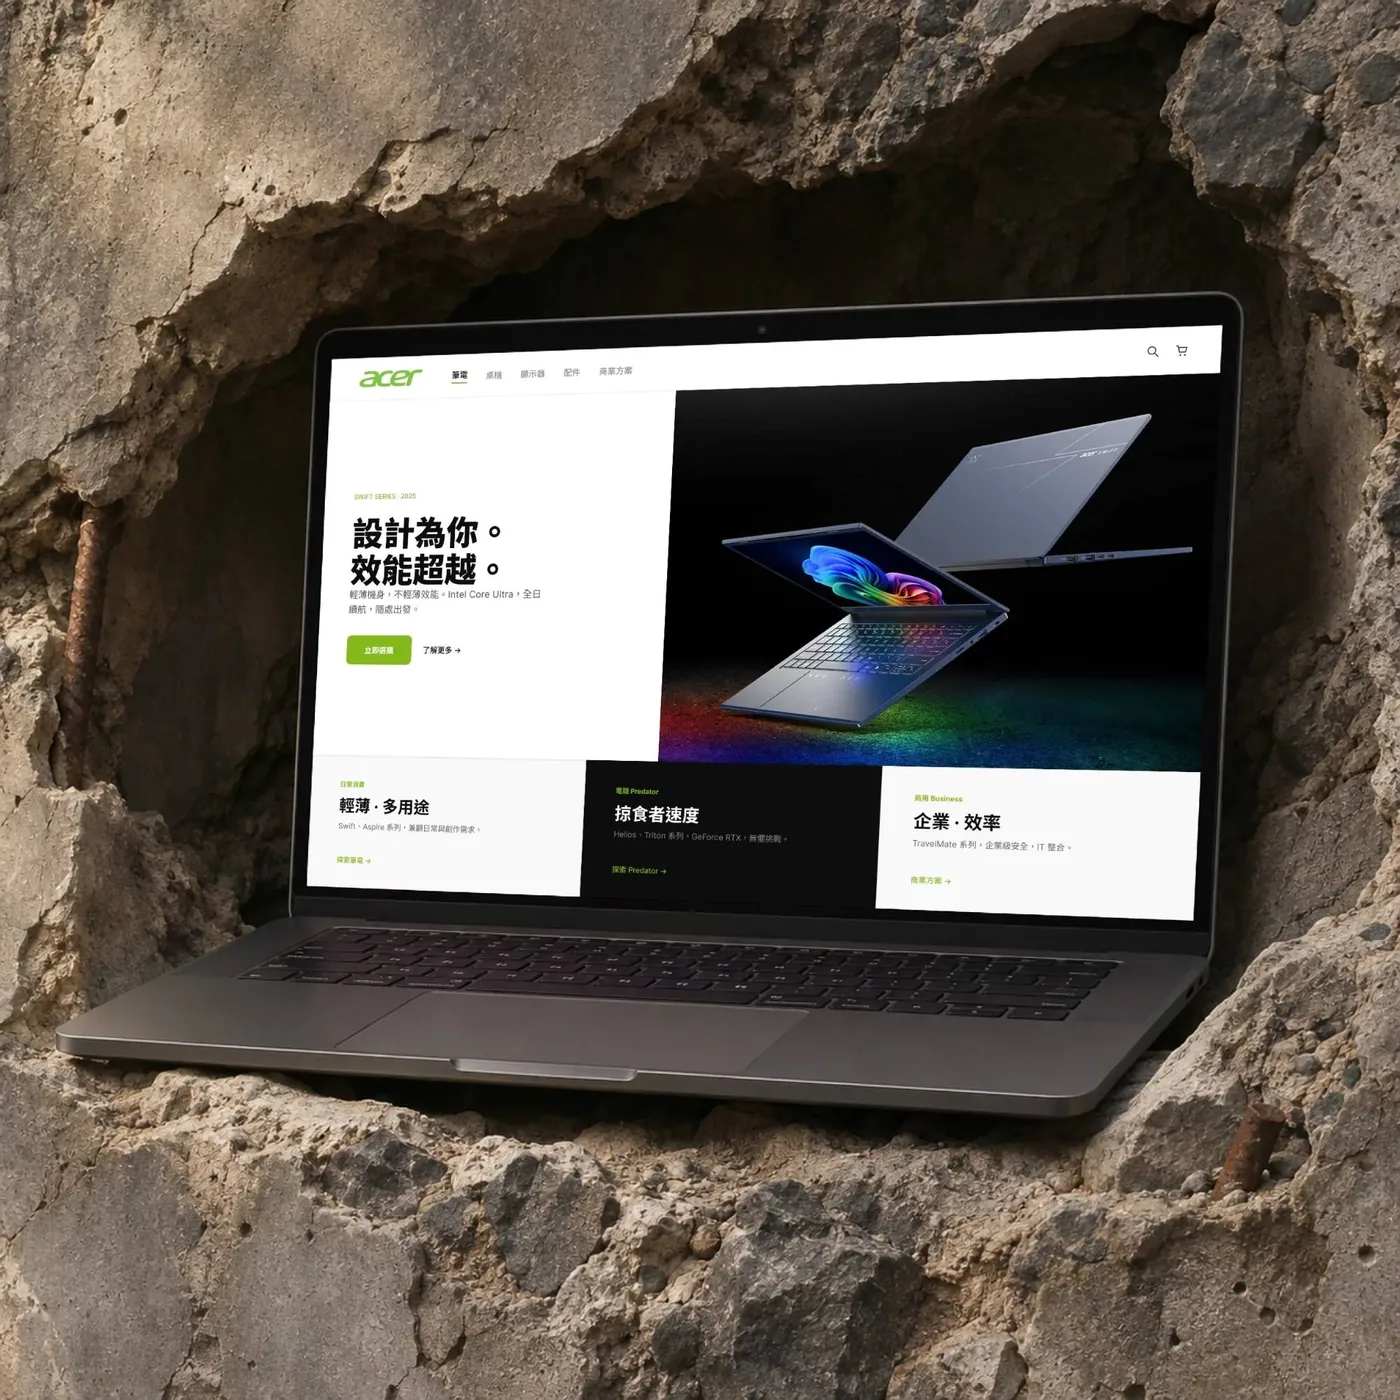 acer
筆電
桌機
顯示器
配件
商業方案
SWIFT SERIES · 2025
設計為你。
效能超越。
輕薄機身，不輕薄效能。Intel Core Ultra，全日
續航，隨處出發。
立即選購
了解更多 →
acer swift
日常消費
輕薄 · 多用途
Swift、Aspire 系列，兼顧日常與創作需求。
探索筆電 →
電競 Predator
掠食者速度
Helios、Triton 系列，GeForce RTX，無懼挑戰。
探索 Predator →
商用 Business
企業 · 效率
TravelMate 系列，企業級安全，IT 整合。
商業方案 →